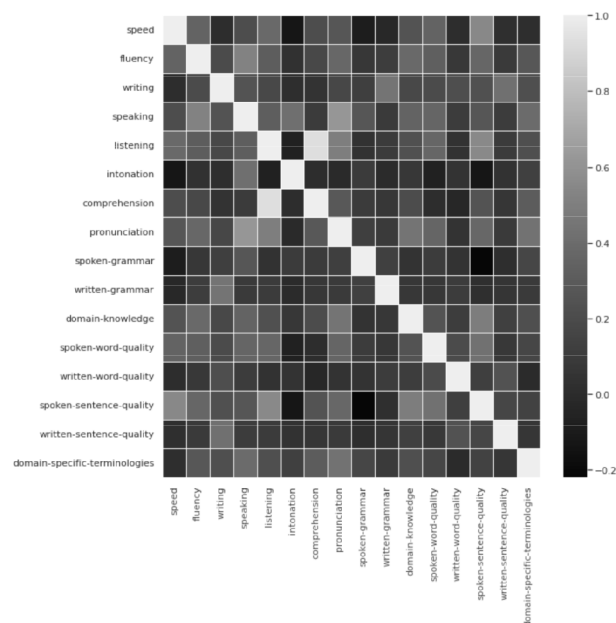 speed
fluency
writing
speaking
listening
intonation
comprehension
pronunciation
spoken-grammar
written-grammar
domain-knowledge
spoken-word-quality
written-word-quality
spoken-sentence-quality
written-sentence-quality
domain-specific-terminologies
speed
fluency
writing
speaking
listening
intonation
comprehension
pronunciation
spoken-grammar
written-grammar
domain-knowledge
spoken-word-quality
written-word-quality
spoken-sentence-quality
written-sentence-quality
domain-specific-terminologies
1.0
0.8
0.6
0.4
0.2
0.0
−0.2